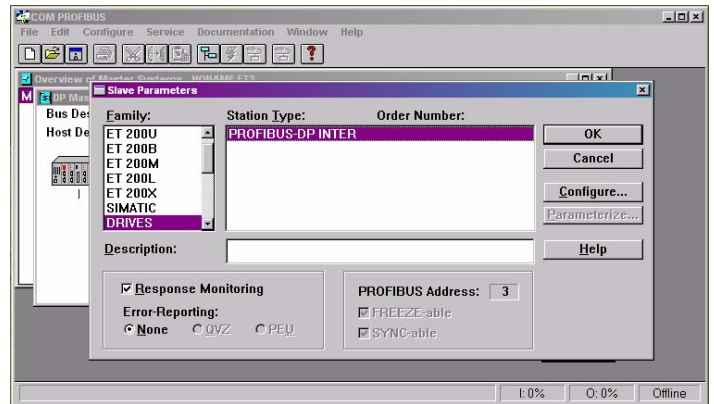 COM PROFIBUS
File Edit Configure Service Documentation Window Help
Overview of Master Systems NONAME.ET2
M DP Mas
Slave Parameters
Bus Des
Host De
Family:
ET 200U
ET 200B
ET 200M
ET 200L
ET 200X
SIMATIC
DRIVES
Station Type: Order Number:
PROFIBUS-DP INTER
OK
Cancel
Configure...
Parameterize...
Help
Description:
Response Monitoring
Error-Reporting:
None QVZ PEU
PROFIBUS Address: 3
FREEZE-able
SYNC-able
I: 0% O: 0% Offline